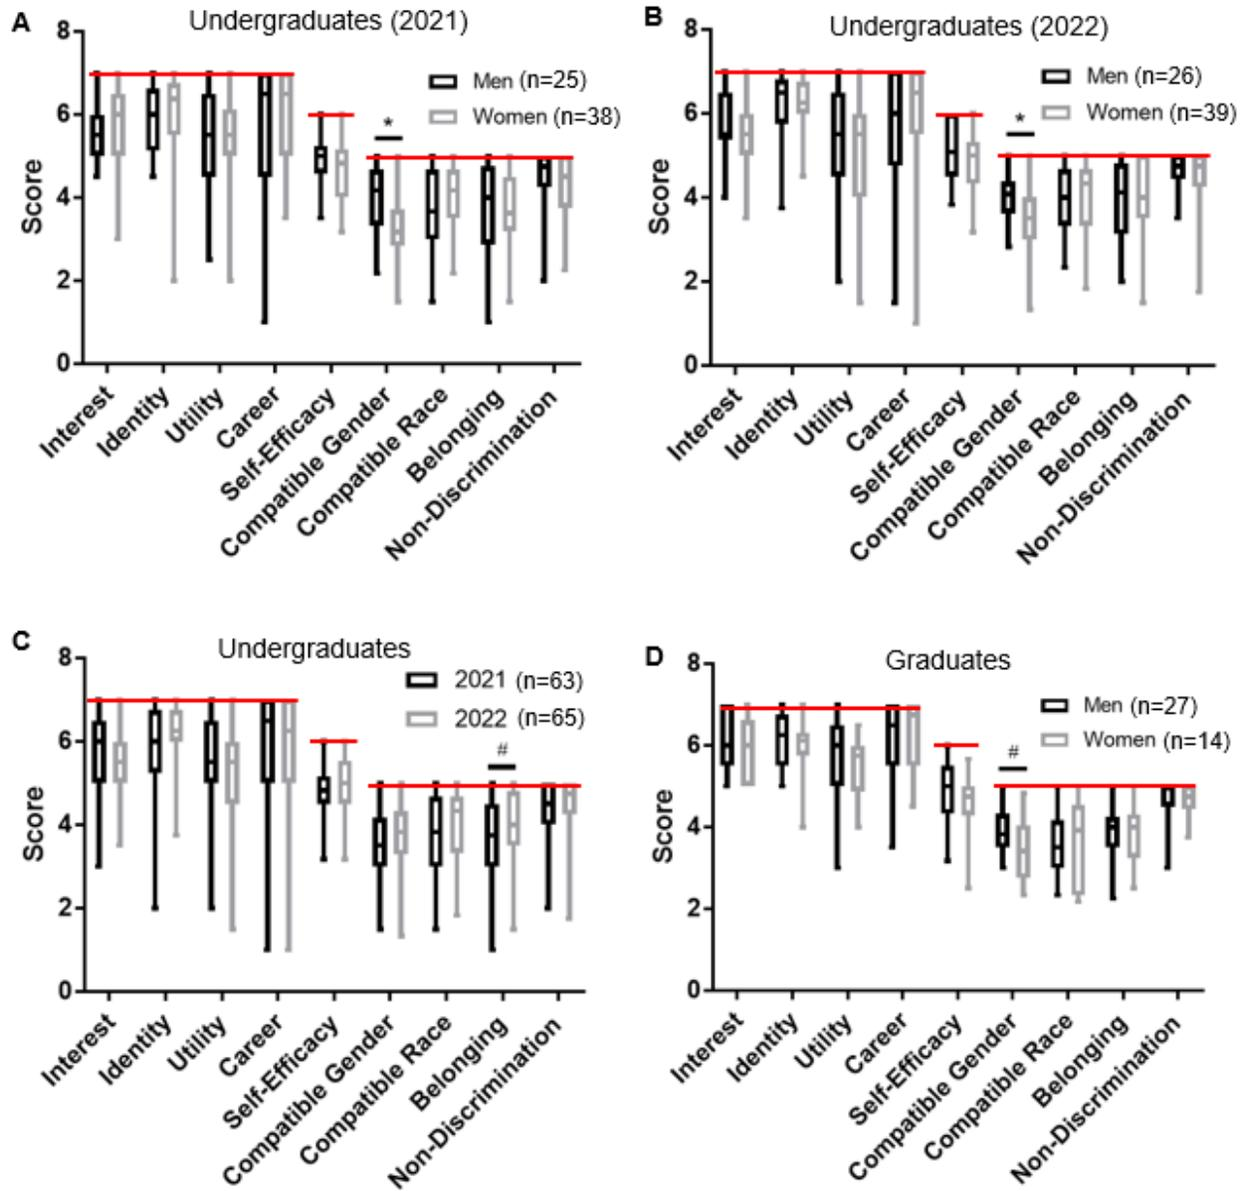 A
Undergraduates (2021)
8
6
4
2
0
Score
Men (n=25)
Women (n=38)
*
Interest
Identity
Utility
Career
Self-Efficacy
Compatible Gender
Compatible Race
Belonging
Non-Discrimination
B
Undergraduates (2022)
8
6
4
2
0
Score
Men (n=26)
Women (n=39)
*
Interest
Identity
Utility
Career
Self-Efficacy
Compatible Gender
Compatible Race
Belonging
Non-Discrimination
C
Undergraduates
8
6
4
2
0
Score
2021 (n=63)
2022 (n=65)
#
Interest
Identity
Utility
Career
Self-Efficacy
Compatible Gender
Compatible Race
Belonging
Non-Discrimination
D
Graduates
8
6
4
2
0
Score
Men (n=27)
Women (n=14)
#
Interest
Identity
Utility
Career
Self-Efficacy
Compatible Gender
Compatible Race
Belonging
Non-Discrimination